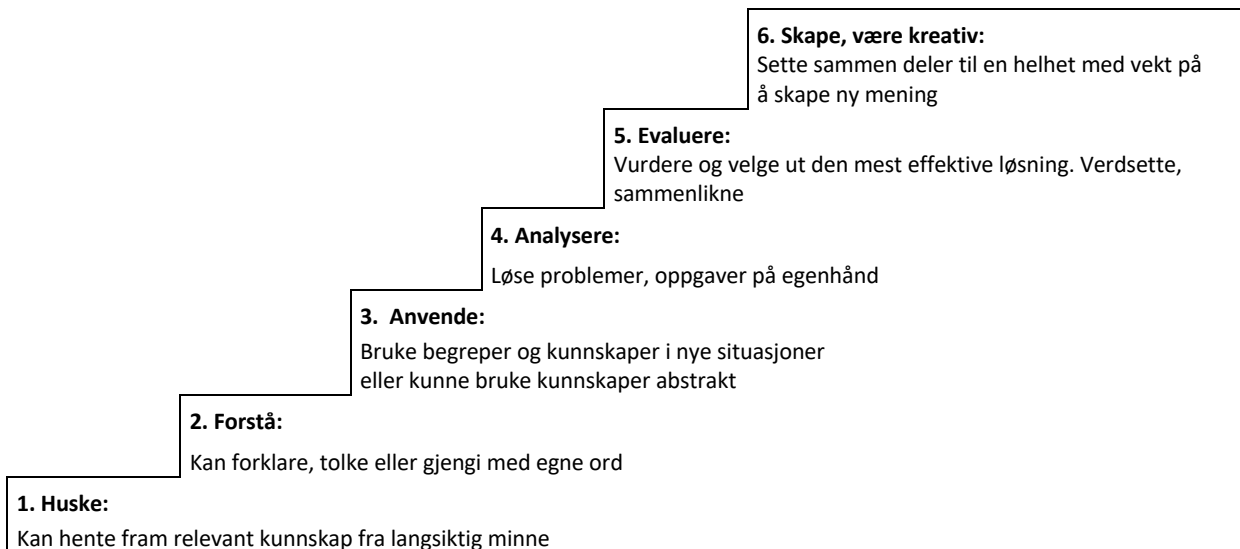 6. Skape, være kreativ:
Sette sammen deler til en helhet med vekt på
å skape ny mening
5. Evaluere:
Vurdere og velge ut den mest effektive løsning. Verdsette,
sammenlikne
4. Analysere:
Løse problemer, oppgaver på egenhånd
3. Anvende:
Bruke begreper og kunnskaper i nye situasjoner
eller kunne bruke kunnskaper abstrakt
2. Forstå:
Kan forklare, tolke eller gjengi med egne ord
1. Huske:
Kan hente fram relevant kunnskap fra langsiktig minne